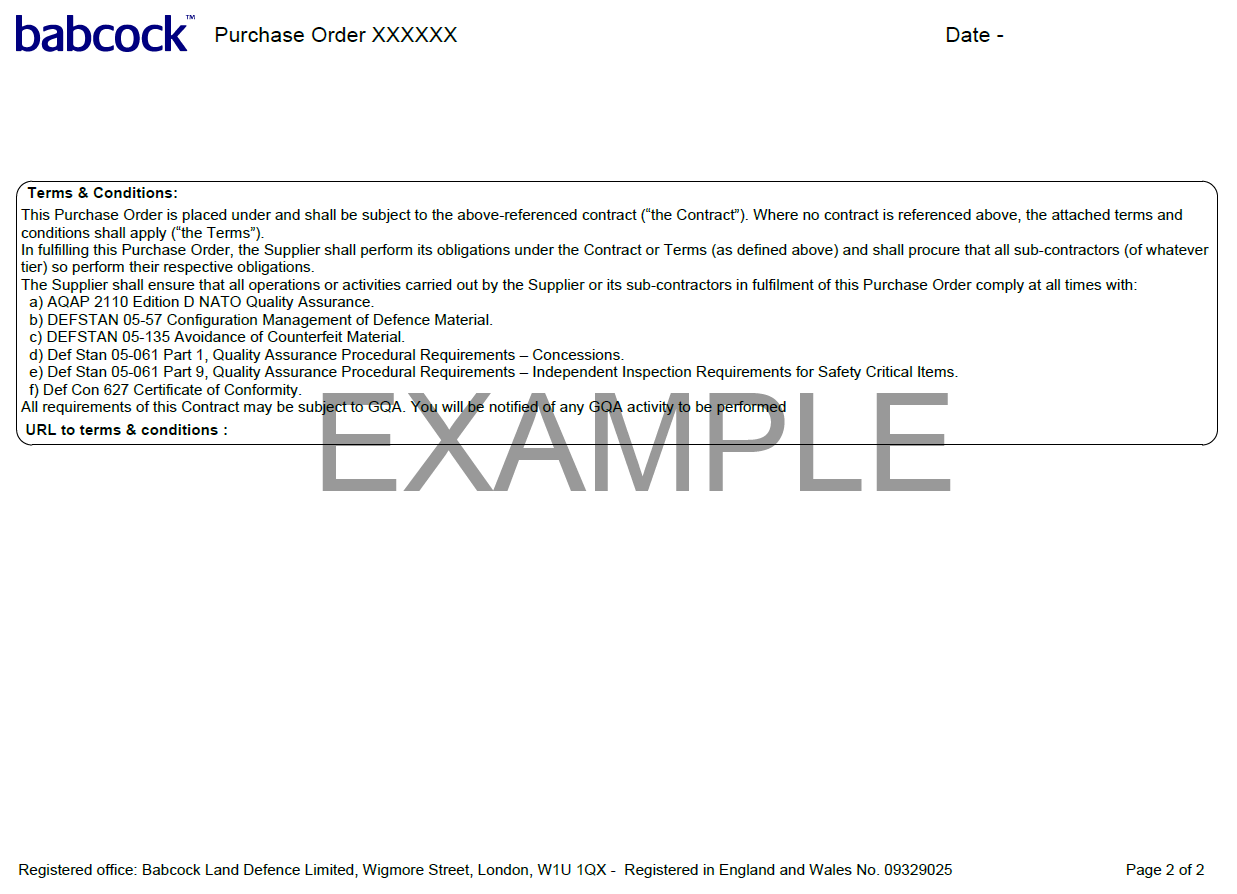 babcock™ Purchase Order XXXXXX Date -
Terms & Conditions:
This Purchase Order is placed under and shall be subject to the above-referenced contract (“the Contract”). Where no contract is referenced above, the attached terms and
conditions shall apply (“the Terms”).
In fulfilling this Purchase Order, the Supplier shall perform its obligations under the Contract or Terms (as defined above) and shall procure that all sub-contractors (of whatever
tier) so perform their respective obligations.
The Supplier shall ensure that all operations or activities carried out by the Supplier or its sub-contractors in fulfilment of this Purchase Order comply at all times with:
a) AQAP 2110 Edition D NATO Quality Assurance.
b) DEFSTAN 05-57 Configuration Management of Defence Material.
c) DEFSTAN 05-135 Avoidance of Counterfeit Material.
d) Def Stan 05-061 Part 1, Quality Assurance Procedural Requirements – Concessions.
e) Def Stan 05-061 Part 9, Quality Assurance Procedural Requirements – Independent Inspection Requirements for Safety Critical Items.
f) Def Con 627 Certificate of Conformity.
All requirements of this Contract may be subject to GQA. You will be notified of any GQA activity to be performed
URL to terms & conditions :
EXAMPLE
Registered office: Babcock Land Defence Limited, Wigmore Street, London, W1U 1QX - Registered in England and Wales No. 09329025 Page 2 of 2